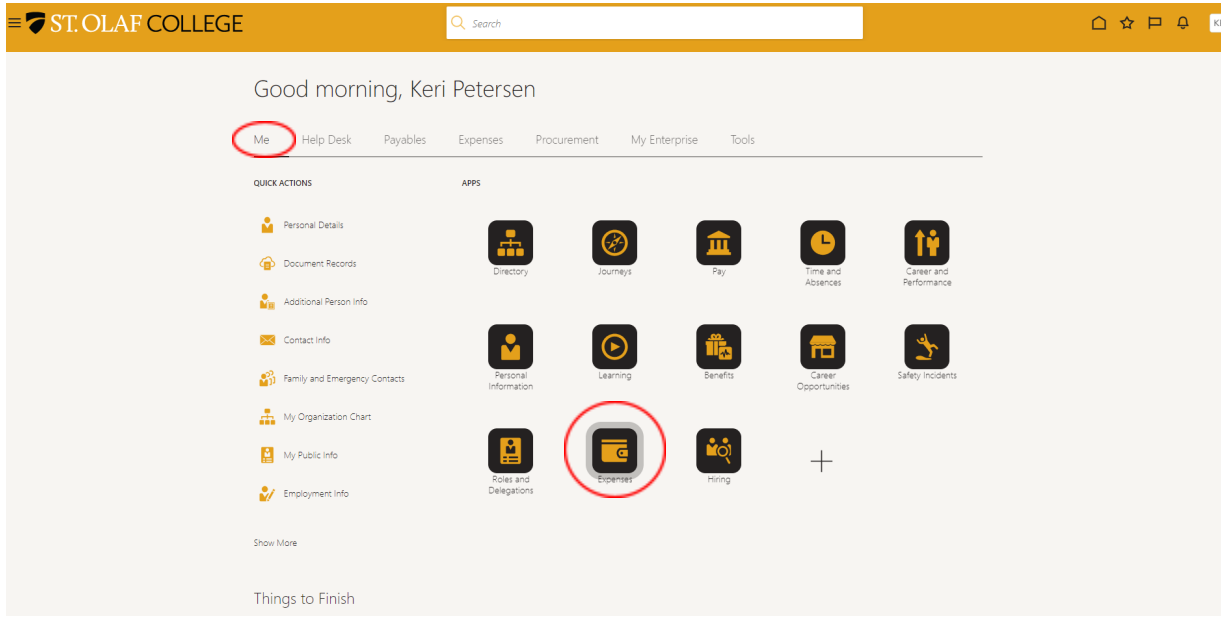 ST. OLAF COLLEGE
Search
Good morning, Keri Petersen
Me Help Desk Payables Expenses Procurement My Enterprise Tools
QUICK ACTIONS
Personal Details
Document Records
Additional Person Info
Contact Info
Family and Emergency Contacts
My Organization Chart
My Public Info
Employment Info
Show More
APPS
Directory
Journeys
Pay
Time and
Absences
Career and
Performance
Personal
Information
Learning
Benefits
Career
Opportunities
Safety Incidents
Roles and
Delegations
Expenses
Hiring
Things to Finish